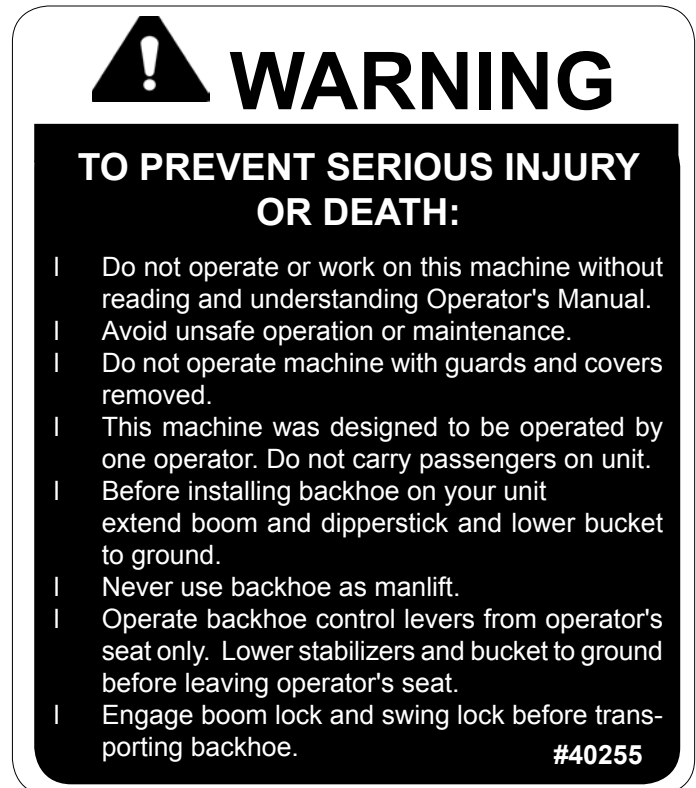 WARNING
TO PREVENT SERIOUS INJURY
OR DEATH:
l Do not operate or work on this machine without
reading and understanding Operator's Manual.
l Avoid unsafe operation or maintenance.
l Do not operate machine with guards and covers
removed.
l This machine was designed to be operated by
one operator. Do not carry passengers on unit.
l Before installing backhoe on your unit
extend boom and dipperstick and lower bucket
to ground.
l Never use backhoe as manlift.
l Operate backhoe control levers from operator's
seat only. Lower stabilizers and bucket to ground
before leaving operator's seat.
l Engage boom lock and swing lock before trans-
porting backhoe. #40255